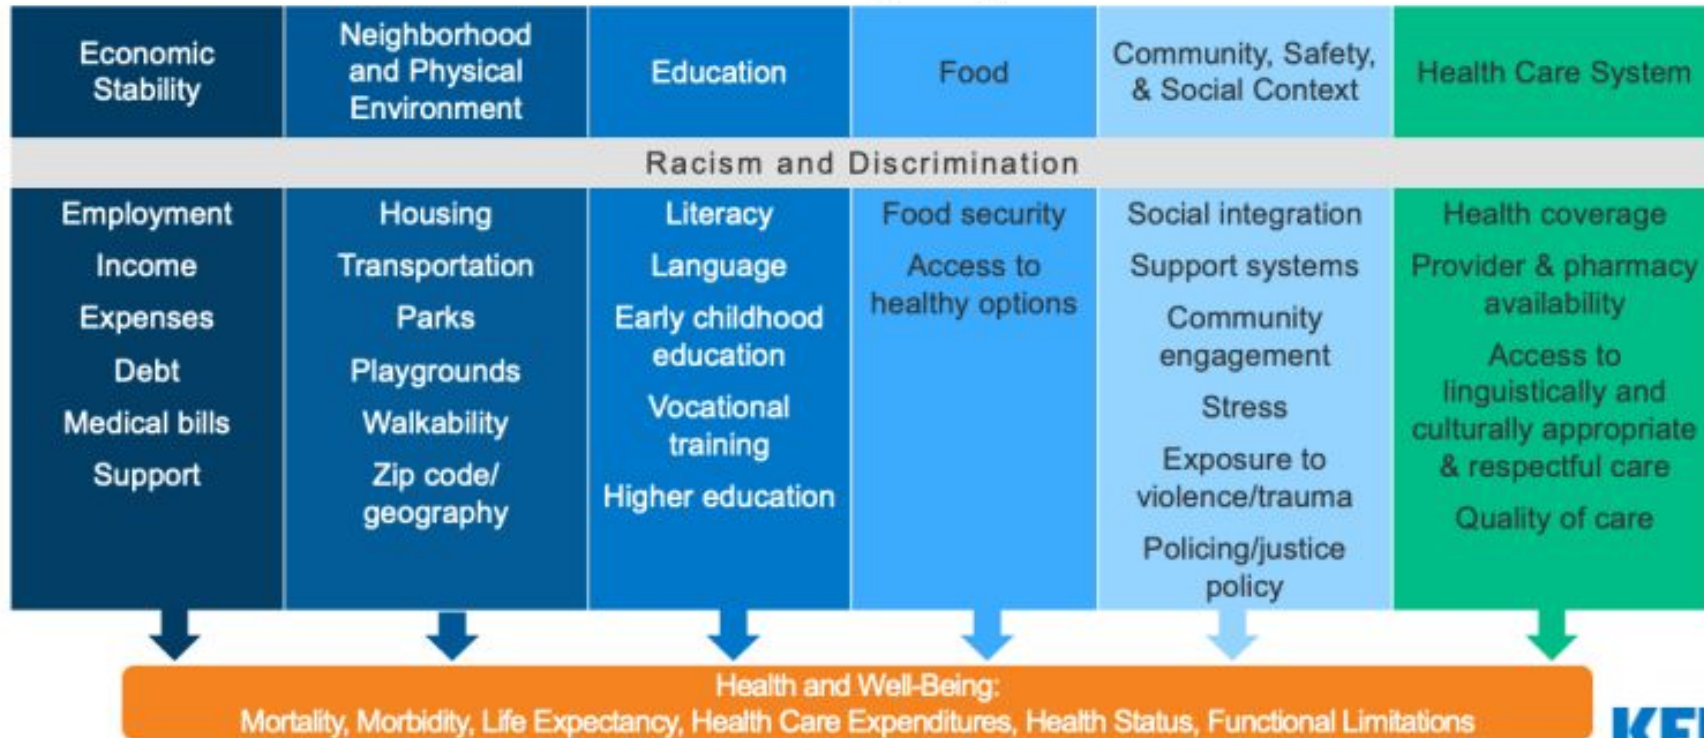 Economic
Stability
Neighborhood
and Physical
Environment
Education
Food
Community, Safety,
& Social Context
Health Care System
Racism and Discrimination
Employment
Income
Expenses
Debt
Medical bills
Support
Housing
Transportation
Parks
Playgrounds
Walkability
Zip code/
geography
Literacy
Language
Early childhood
education
Vocational
training
Higher education
Food security
Access to
healthy options
Social integration
Support systems
Community
engagement
Stress
Exposure to
violence/trauma
Policing/justice
policy
Health coverage
Provider & pharmacy
availability
Access to
linguistically and
culturally appropriate
& respectful care
Quality of care
Health and Well-Being:
Mortality, Morbidity, Life Expectancy, Health Care Expenditures, Health Status, Functional Limitations